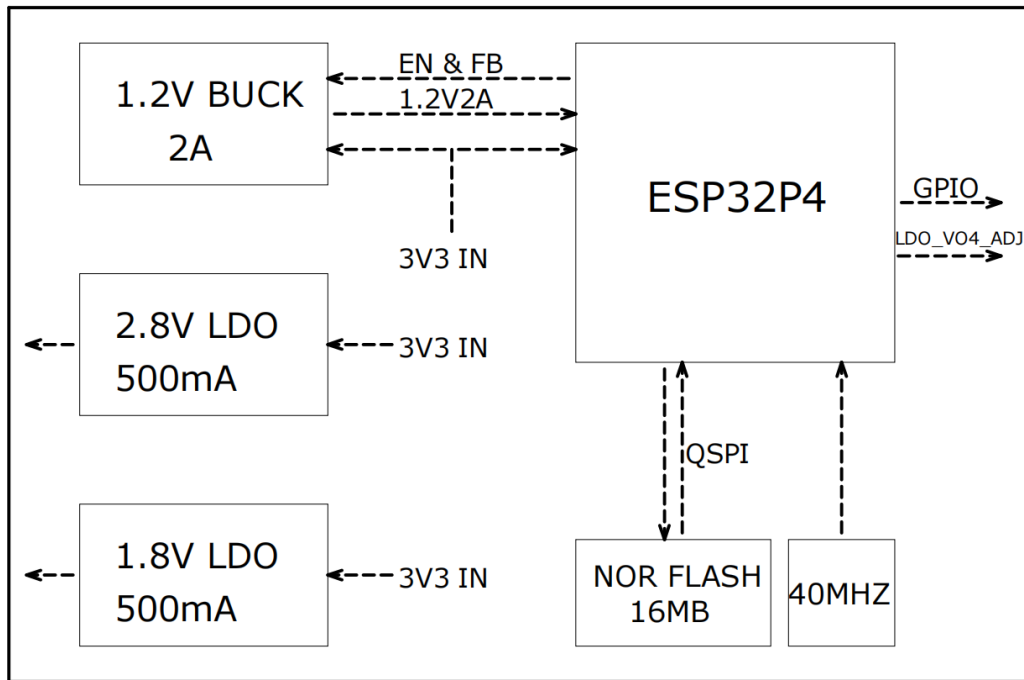 1.2V BUCK
2A
EN & FB
1.2V2A
3V3 IN
ESP32P4
GPIO
LDO_VO4_ADJ
2.8V LDO
500mA
3V3 IN
1.8V LDO
500mA
3V3 IN
QSPI
NOR FLASH
16MB
40MHZ